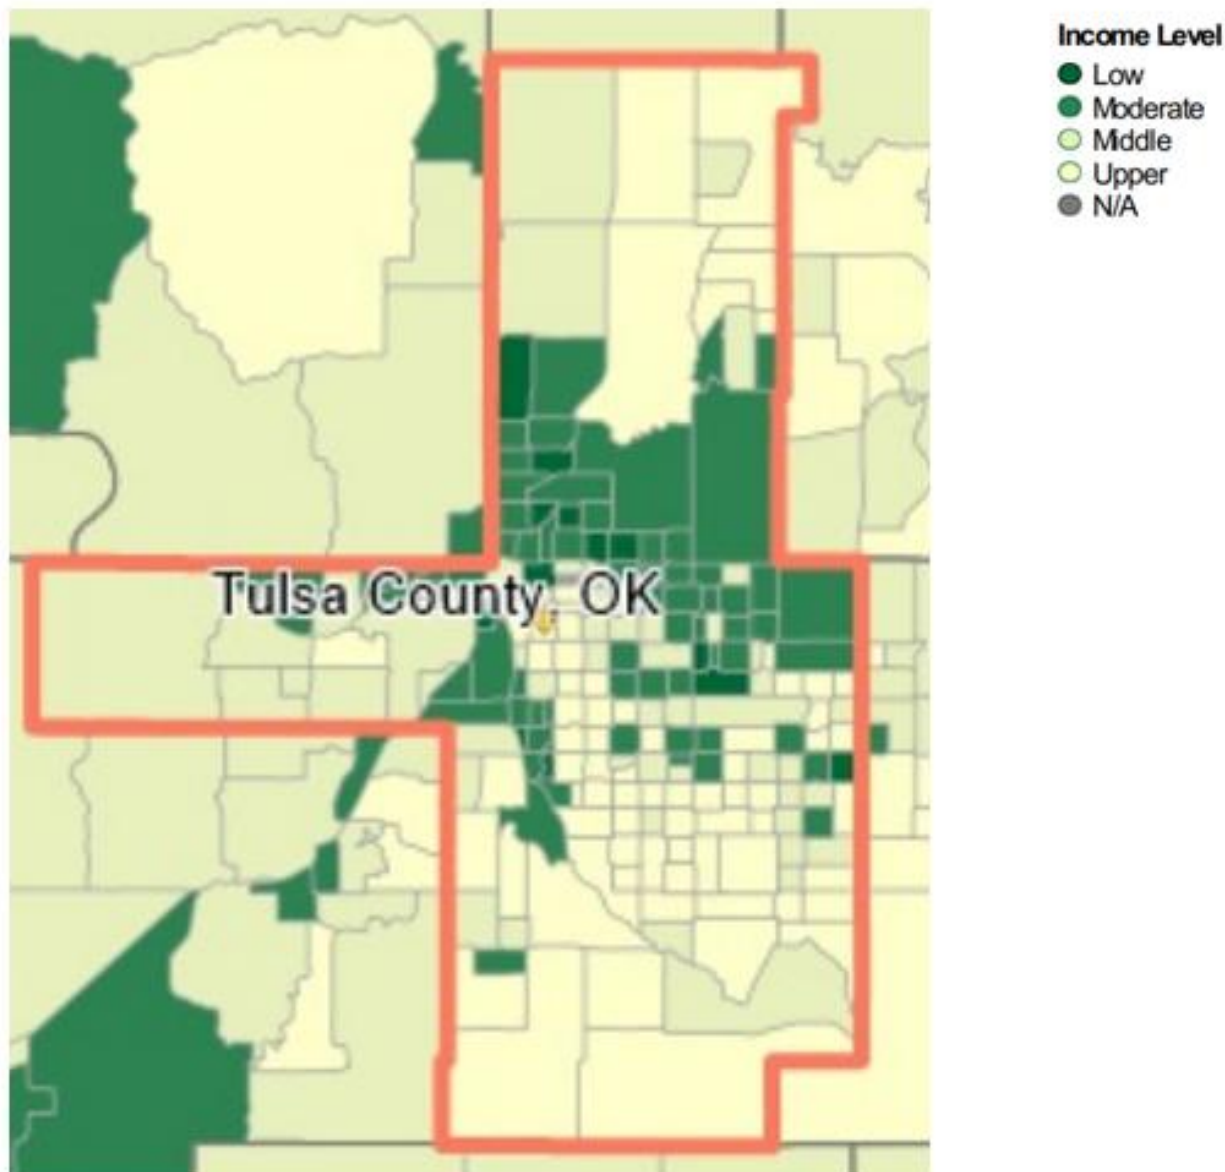 Income Level
Low
Moderate
Middle
Upper
N/A
Tulsa County, OK